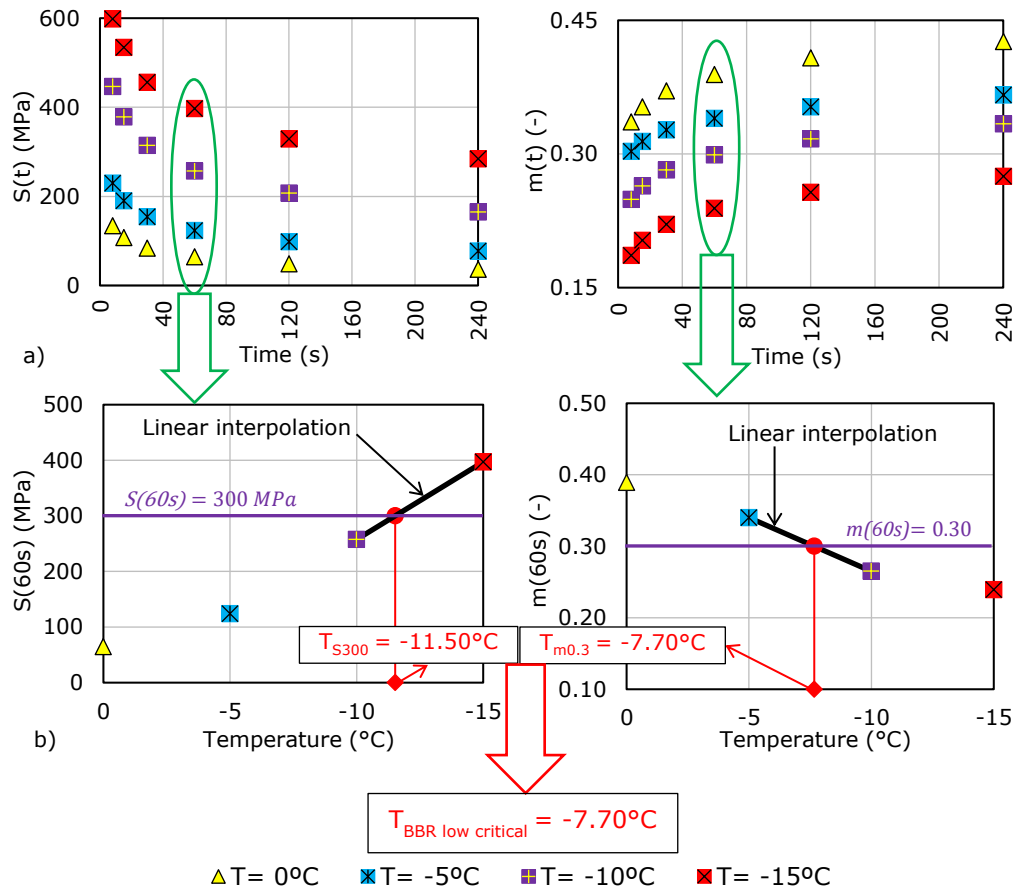 600
400
200
0
S(t) (MPa)
0
40
80
120
160
200
240
Time (s)
a)
0.45
0.30
0.15
m(t) (-)
0
40
80
120
160
200
240
Time (s)
500
400
300
200
100
0
S(60s) (MPa)
Linear interpolation
S(60s) = 300 MPa
T_S300 = -11.50°C
0
-5
-10
-15
Temperature (°C)
b)
0.50
0.40
0.30
0.20
0.10
m(60s) (-)
Linear interpolation
m(60s)= 0.30
T_m0.3 = -7.70°C
0
-5
-10
-15
Temperature (°C)
T_BBR low critical = -7.70°C
T= 0ºC
T= -5ºC
T= -10ºC
T= -15ºC